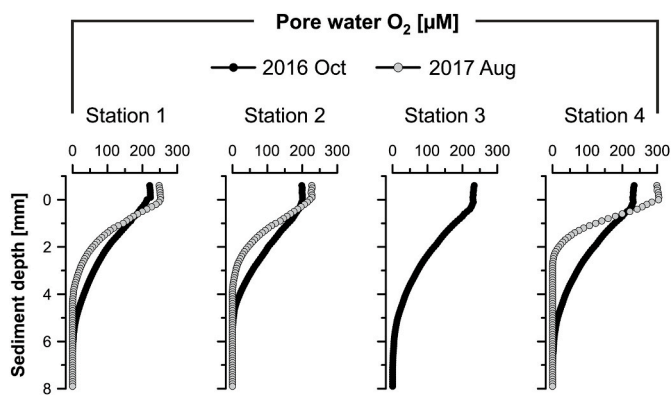 Pore water O₂ [µM]
2016 Oct 2017 Aug
Station 1 Station 2 Station 3 Station 4
0 100 200 300 0 100 200 300 0 100 200 300 0 100 200 300
Sediment depth [mm]
0
2
4
6
8